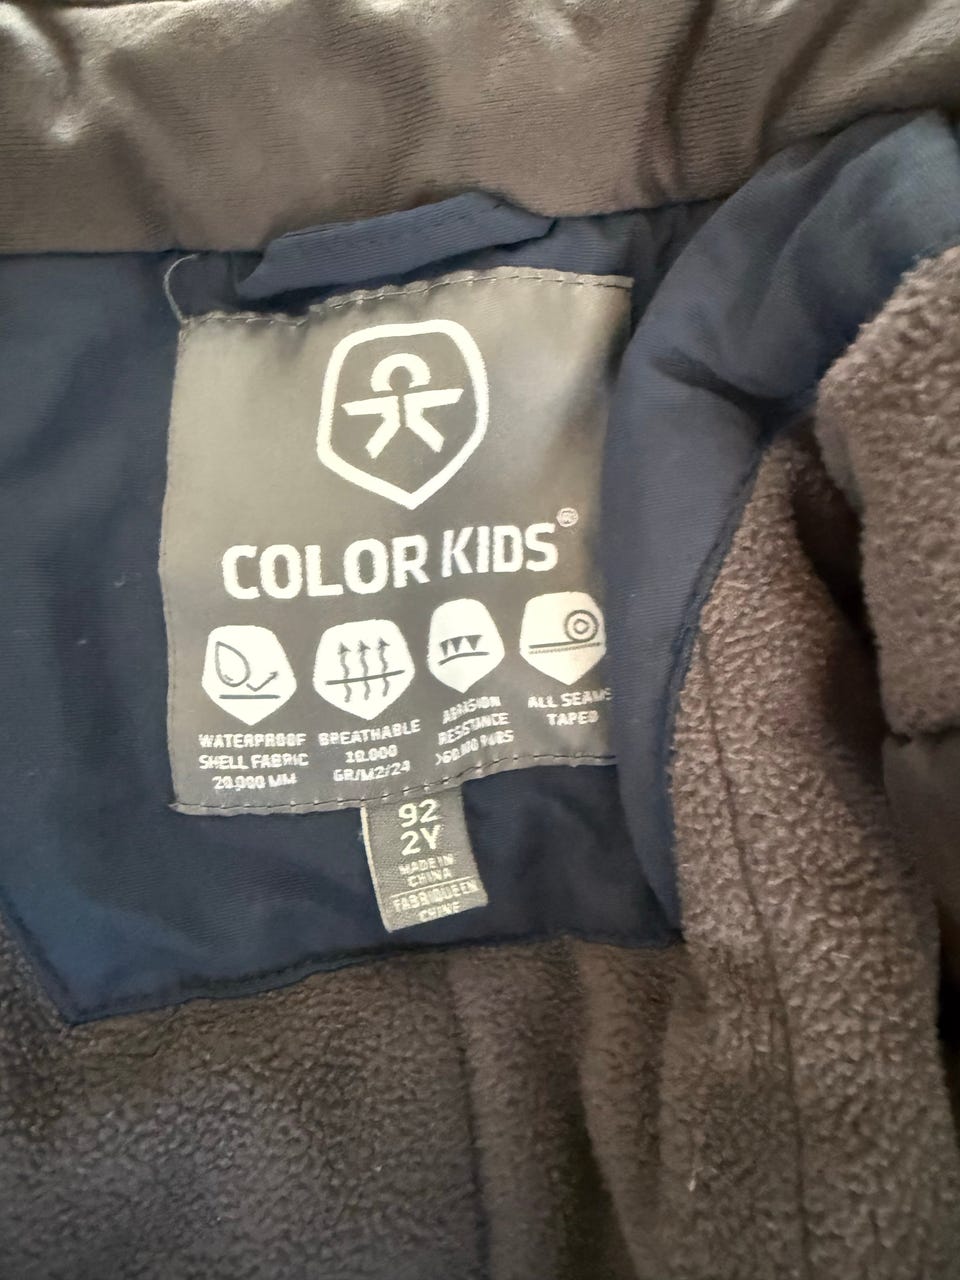 COLOR KIDS®
WATERPROOF
SHELL FABRIC
20.000 MM
BREATHABLE
10.000
GR/M2/24
ABRASION
RESISTANCE
ALL SEAMS
TAPED
92
2Y
MADE IN
CHINA
FABRIQUE EN
CHINE